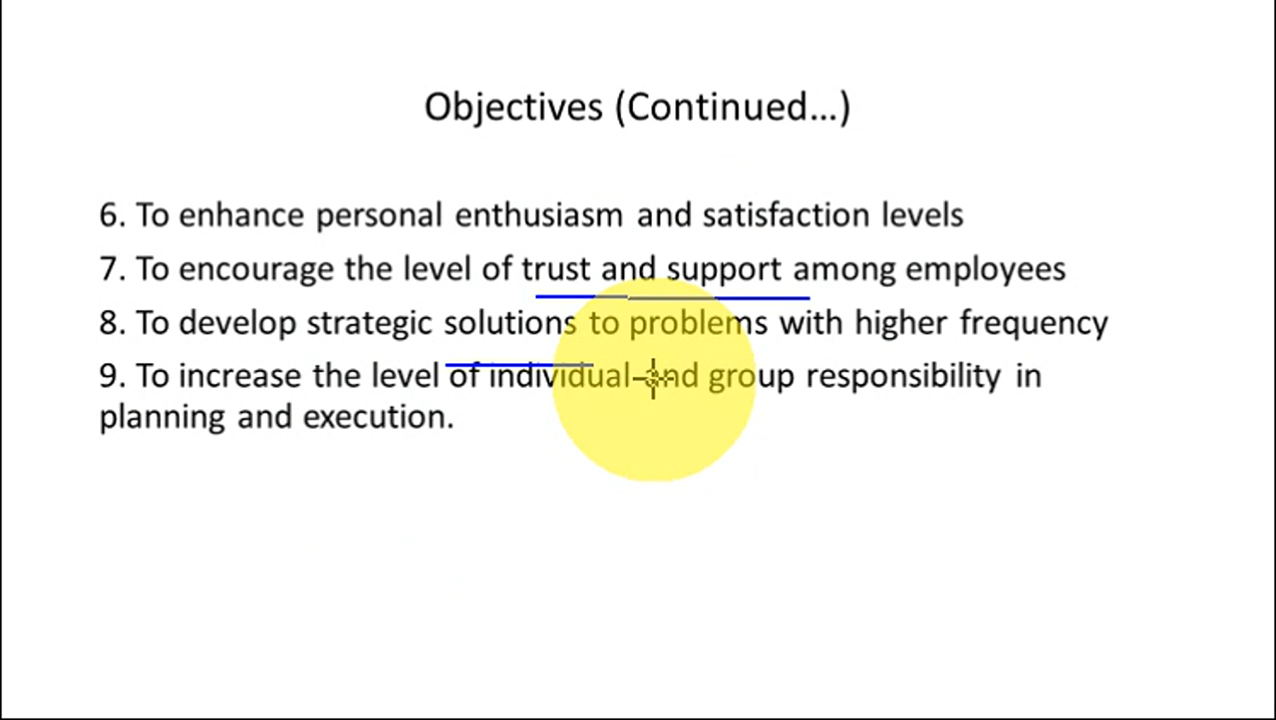 Objectives (Continued...)
6. To enhance personal enthusiasm and satisfaction levels
7. To encourage the level of trust and support among employees
8. To develop strategic solutions to problems with higher frequency
9. To increase the level of individual and group responsibility in
planning and execution.